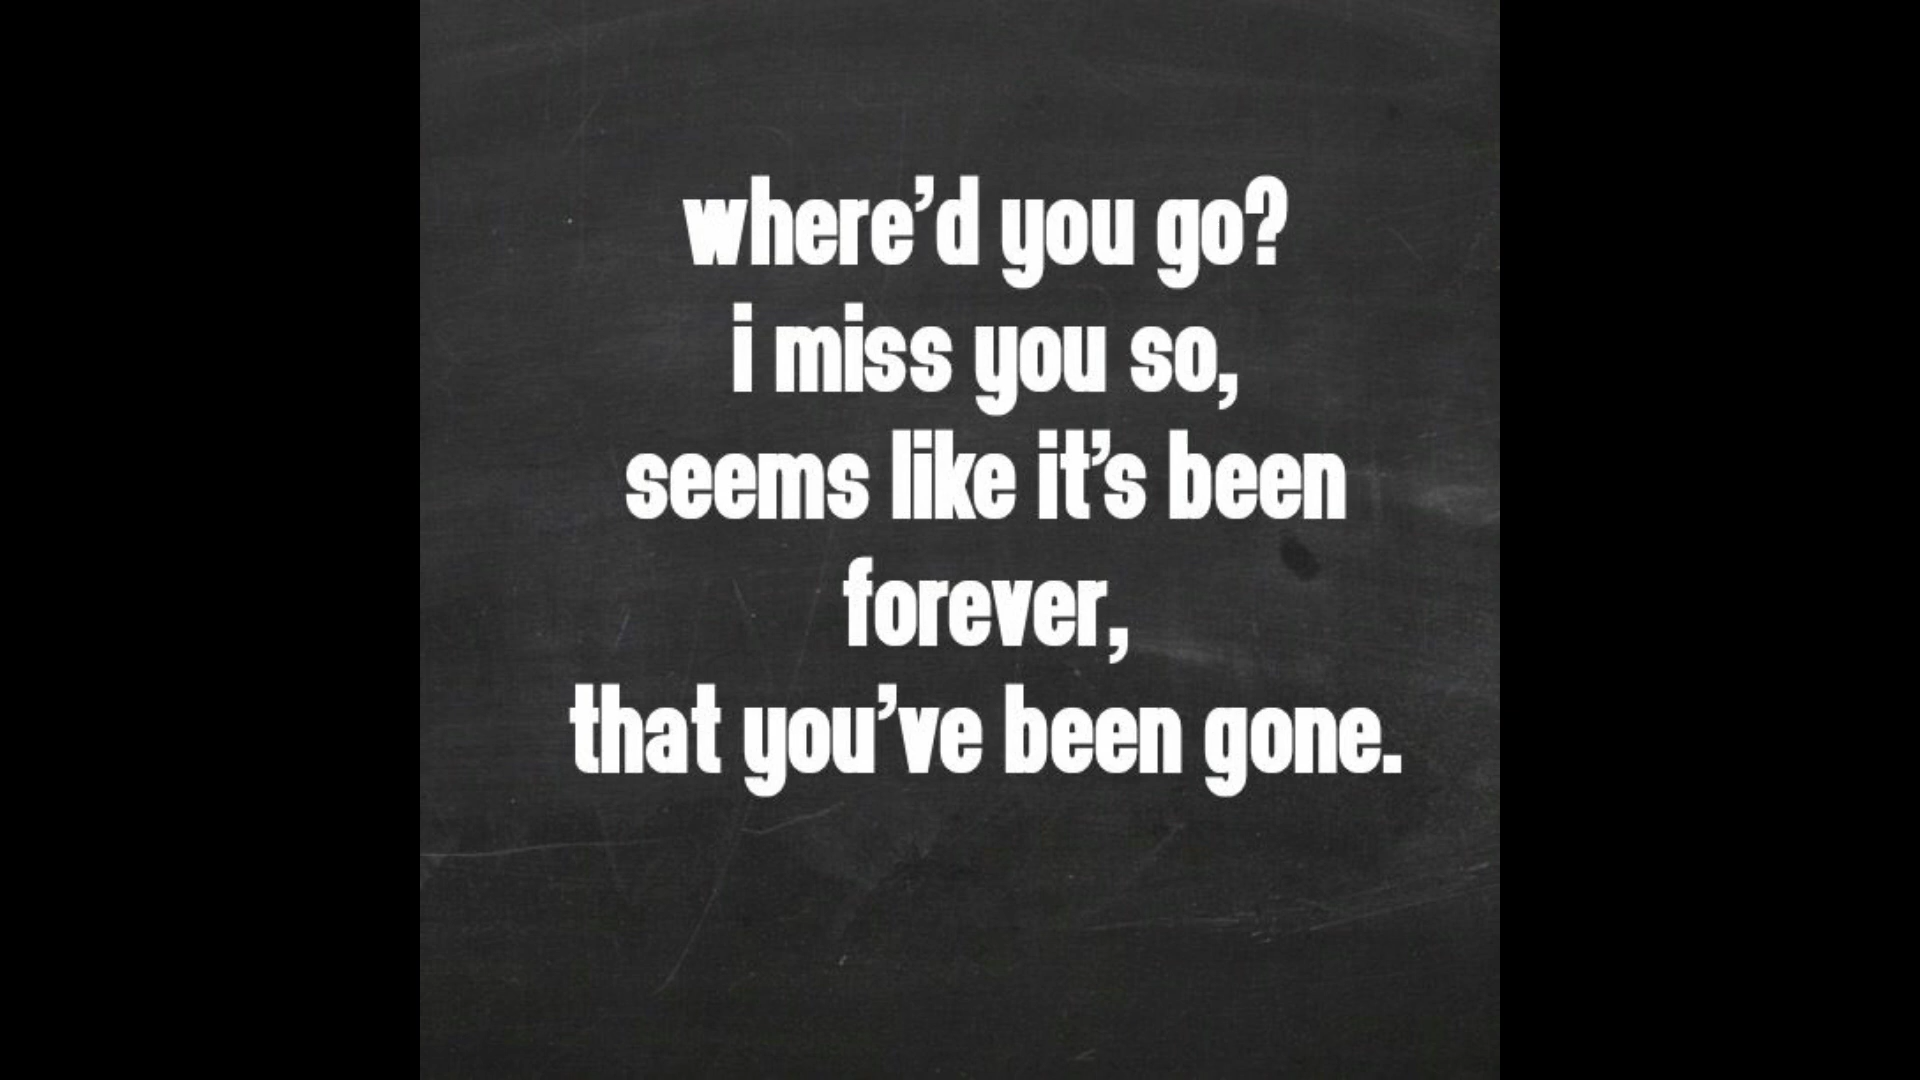 where’d you go?
i miss you so,
seems like it’s been
forever,
that you’ve been gone.